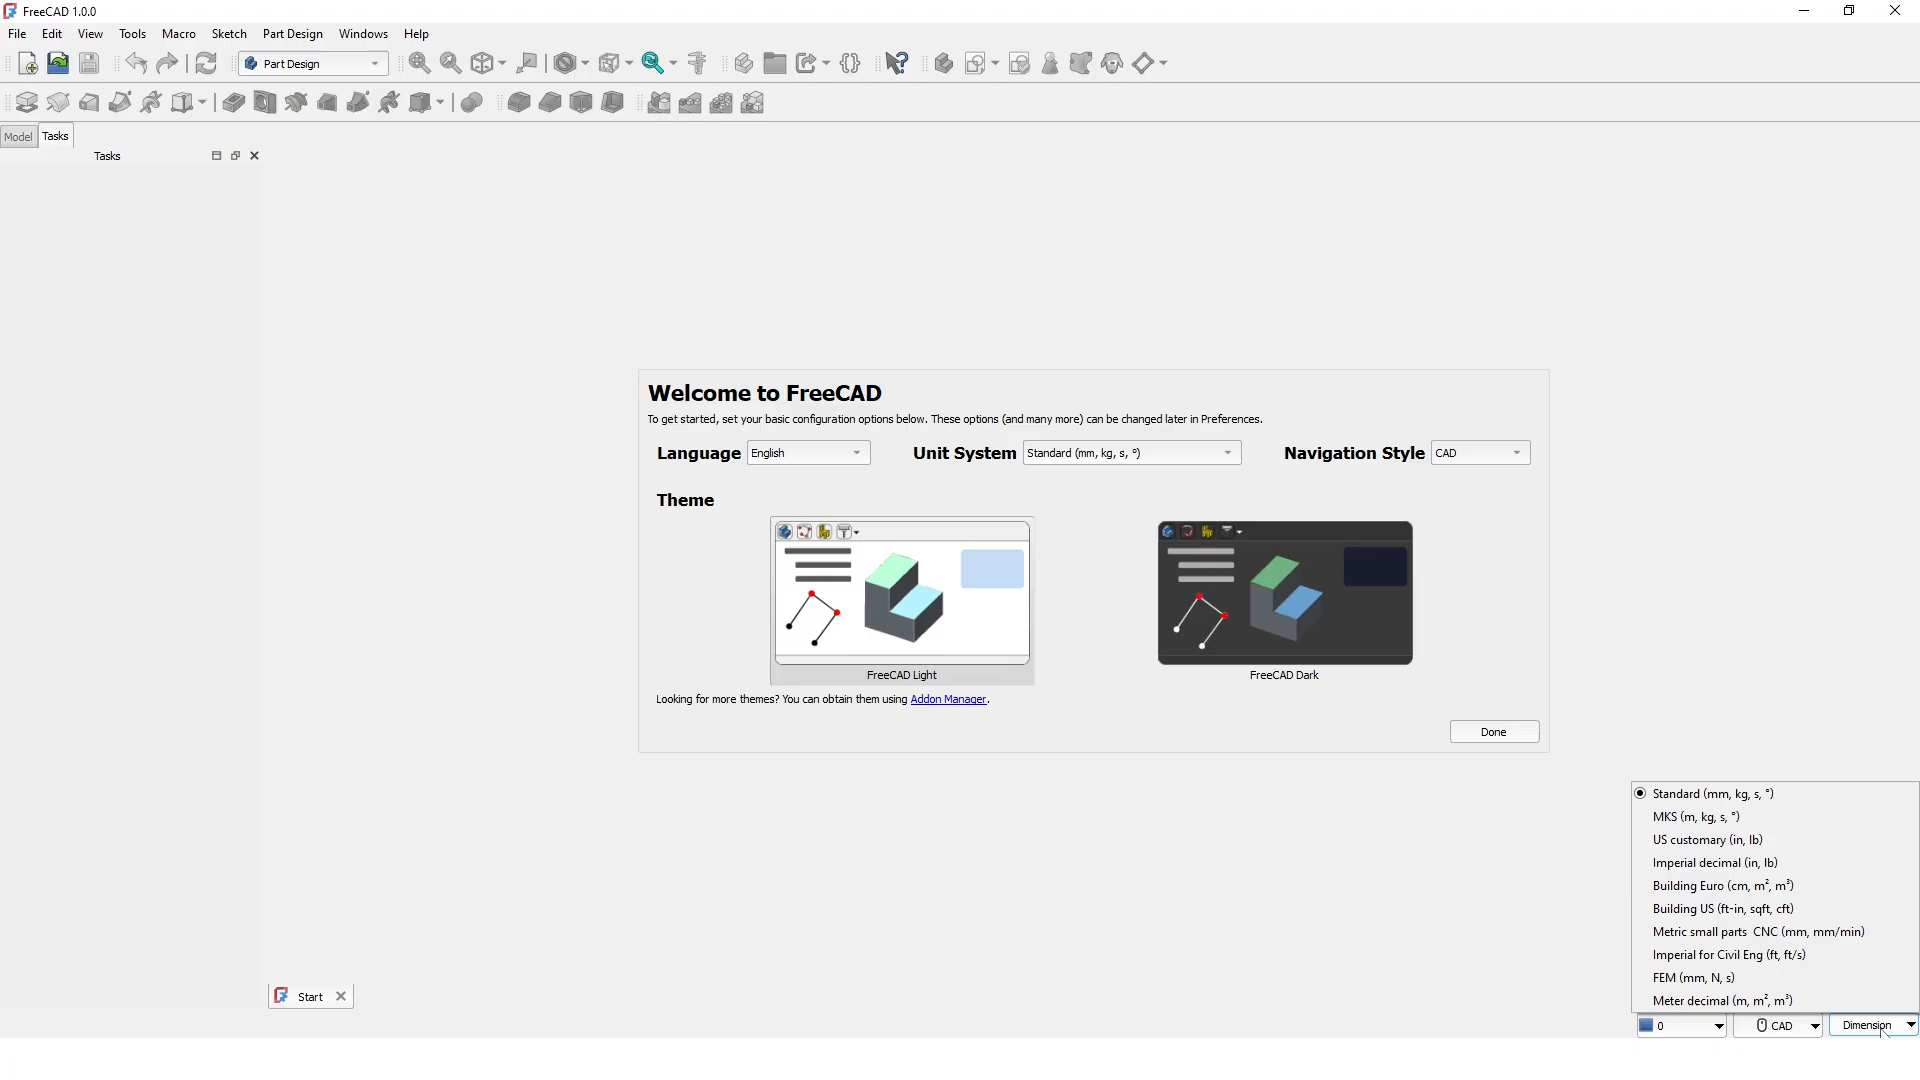 FreeCAD 1.0.0
File Edit View Tools Macro Sketch Part Design Windows Help
Part Design
Model Tasks
Tasks
Welcome to FreeCAD
To get started, set your basic configuration options below. These options (and many more) can be changed later in Preferences.
Language English Unit System Standard (mm, kg, s, °) Navigation Style CAD
Theme
FreeCAD Light FreeCAD Dark
Looking for more themes? You can obtain them using Addon Manager.
Done
Standard (mm, kg, s, °)
MKS (m, kg, s, °)
US customary (in, lb)
Imperial decimal (in, lb)
Building Euro (cm, m², m³)
Building US (ft-in, sqft, cft)
Metric small parts CNC (mm, mm/min)
Imperial for Civil Eng (ft, ft/s)
FEM (mm, N, s)
Meter decimal (m, m², m³)
Start
0 CAD Dimension